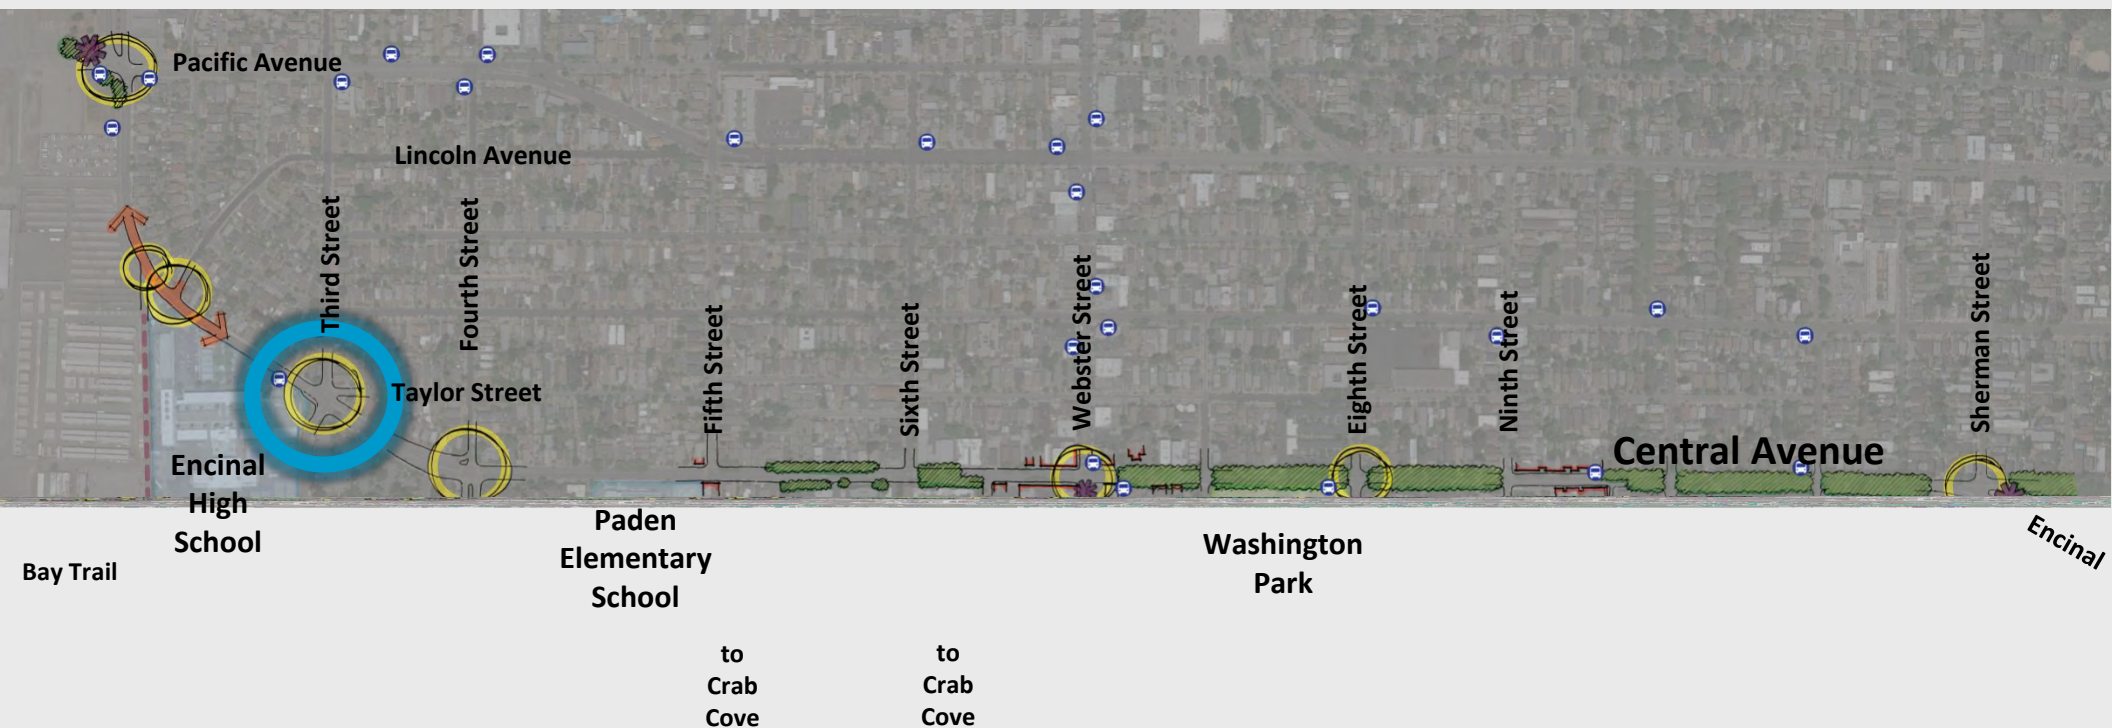 Pacific Avenue
Lincoln Avenue
Third Street
Fourth Street
Fifth Street
Sixth Street
Webster Street
Eighth Street
Ninth Street
Sherman Street
Taylor Street
Central Avenue
Encinal
High
School
Bay Trail
Paden
Elementary
School
Washington
Park
Encinal
to
Crab
Cove
to
Crab
Cove